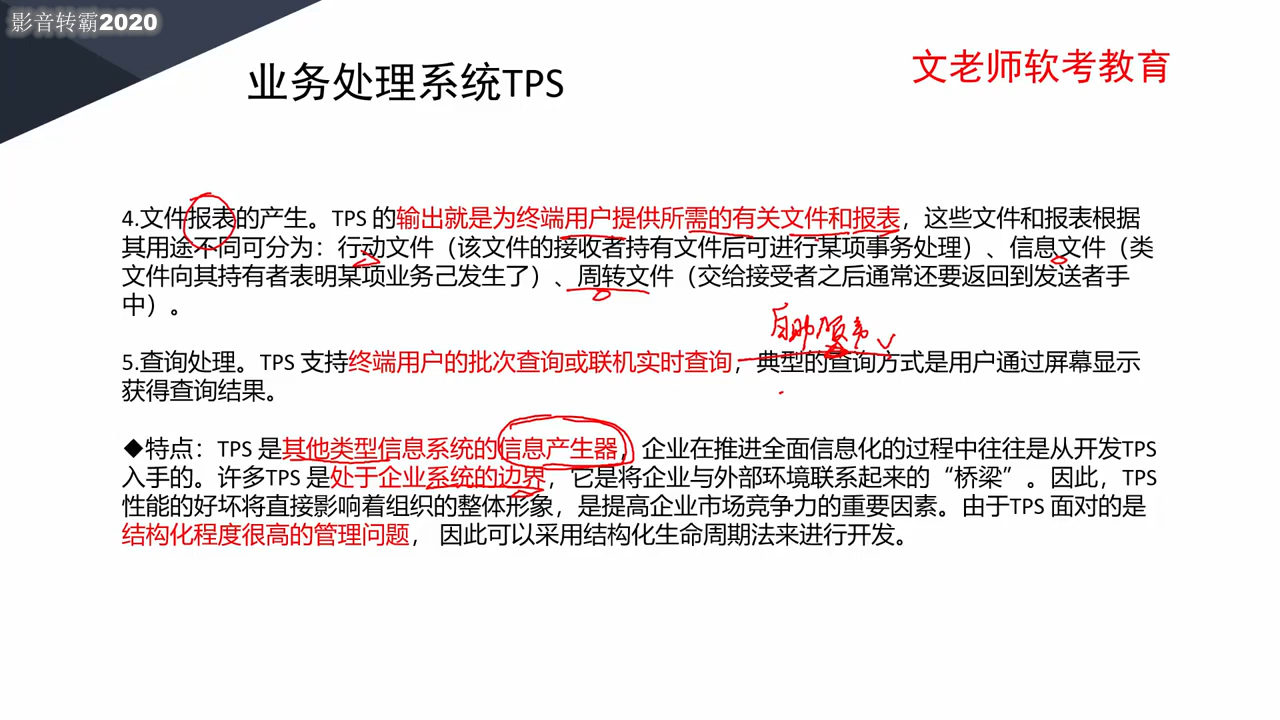 影音转霸2020
业务处理系统TPS
文老师软考教育
4.文件报表的产生。TPS 的输出就是为终端用户提供所需的有关文件和报表，这些文件和报表根据
其用途不同可分为：行动文件（该文件的接收者持有文件后可进行某项事务处理）、信息文件（类
文件向其持有者表明某项业务己发生了）、周转文件（交给接受者之后通常还要返回到发送者手
中）。
自助服务
5.查询处理。TPS 支持终端用户的批次查询或联机实时查询，典型的查询方式是用户通过屏幕显示
获得查询结果。
◆特点：TPS 是其他类型信息系统的信息产生器，企业在推进全面信息化的过程中往往是从开发TPS
入手的。许多TPS 是处于企业系统的边界，它是将企业与外部环境联系起来的“桥梁”。因此，TPS
性能的好坏将直接影响着组织的整体形象，是提高企业市场竞争力的重要因素。由于TPS 面对的是
结构化程度很高的管理问题， 因此可以采用结构化生命周期法来进行开发。